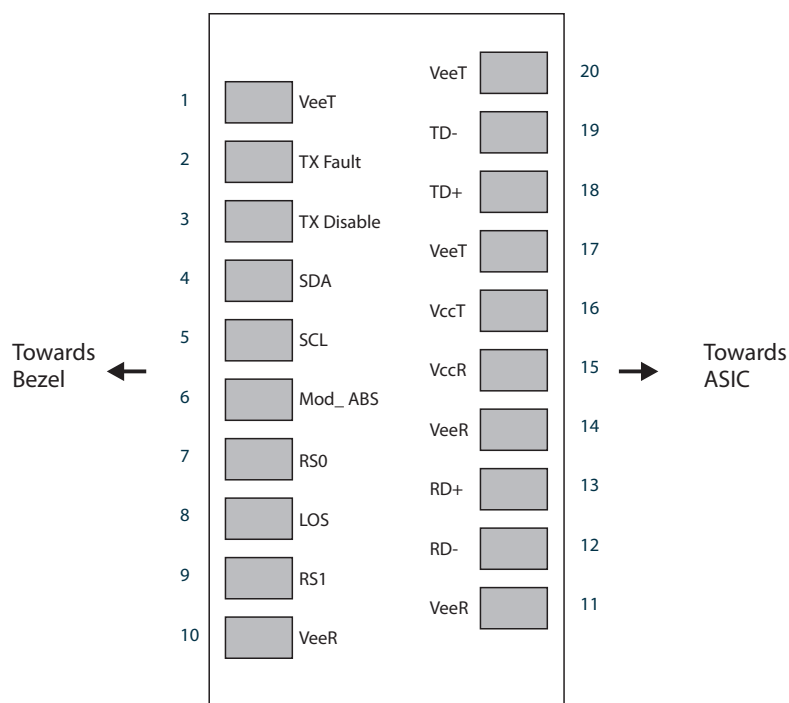 VeeT 20
1 VeeT
TD- 19
2 TX Fault
TD+ 18
3 TX Disable
VeeT 17
4 SDA
VccT 16
5 SCL
Towards
Bezel
VccR 15
Towards
ASIC
6 Mod_ ABS
VeeR 14
7 RS0
RD+ 13
8 LOS
RD- 12
9 RS1
VeeR 11
10 VeeR